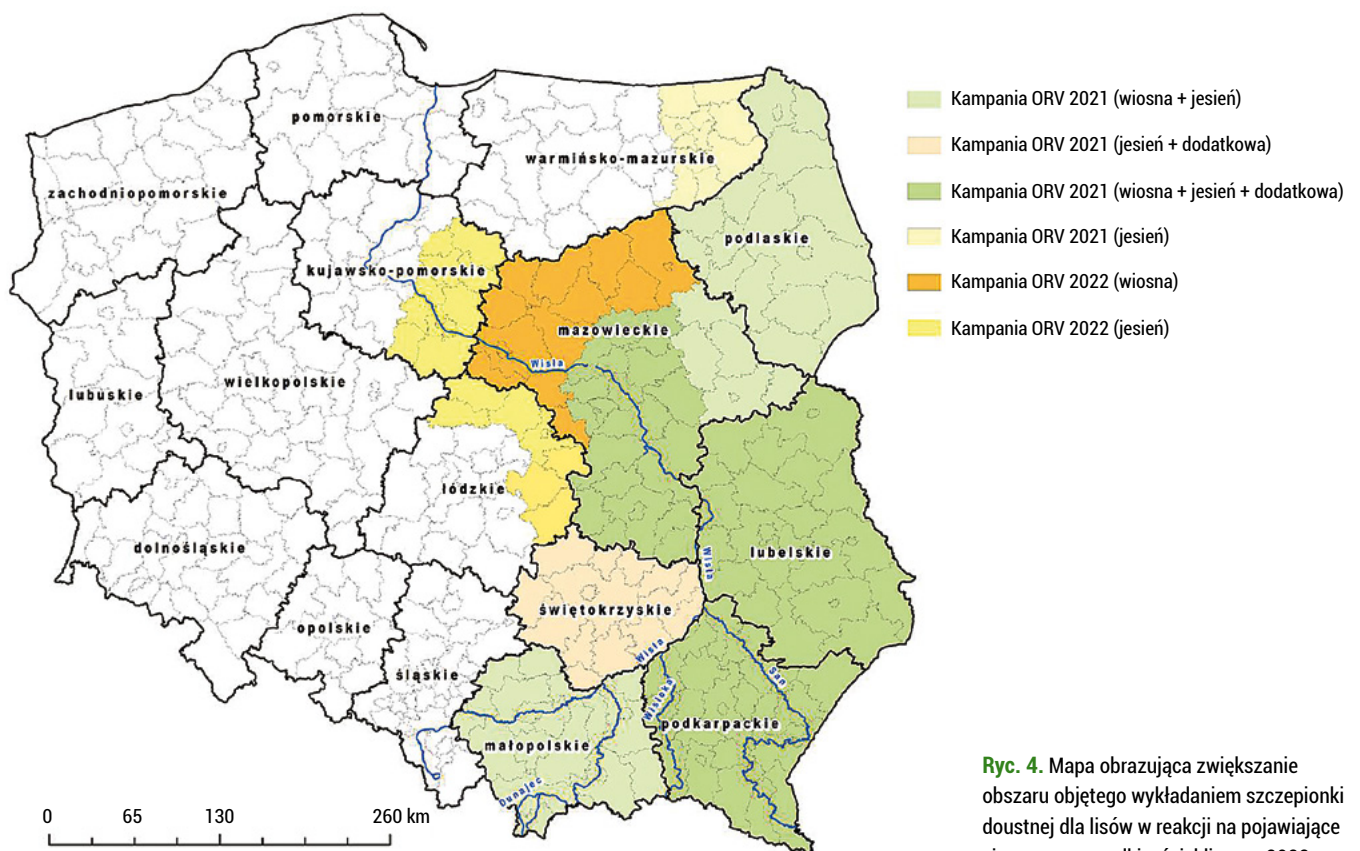 pomorskie
warmińsko-mazurskie
zachodniopomorskie
podlaskie
kujawsko-pomorskie
mazowieckie
Wisła
wielkopolskie
lubuskie
łódzkie
dolnośląskie
Wisła
lubelskie
świętokrzyskie
opolskie
Wisła
śląskie
San
Wisłoka
podkarpackie
małopolskie
Dunajec
0 65 130 260 km
Kampania ORV 2021 (wiosna + jesień)
Kampania ORV 2021 (jesień + dodatkowa)
Kampania ORV 2021 (wiosna + jesień + dodatkowa)
Kampania ORV 2021 (jesień)
Kampania ORV 2022 (wiosna)
Kampania ORV 2022 (jesień)
Ryc. 4. Mapa obrazująca zwiększanie
obszaru objętego wykładaniem szczepionki
doustnej dla lisów w reakcji na pojawiające